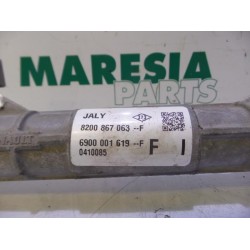 MARESIA
PARTS
JALY
8200 867 063 --F
6900 001 619 --F
0410085
F I